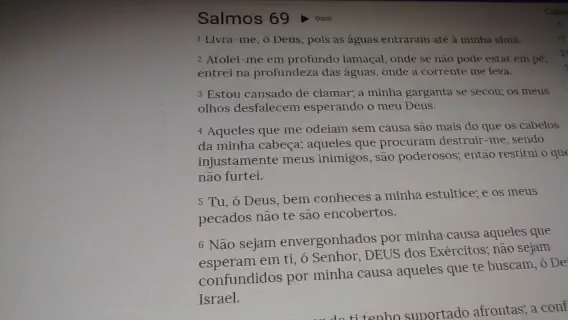 Salmos 69
1 Livra-me, ó Deus, pois as águas entraram até à minha alma.
2 Atolei-me em profundo lamaçal, onde se não pode estar em pé;
entrei na profundeza das águas, onde a corrente me leva.
3 Estou cansado de clamar; a minha garganta se secou; os meus
olhos desfalecem esperando o meu Deus.
4 Aqueles que me odeiam sem causa são mais do que os cabelos
da minha cabeça; aqueles que procuram destruir-me, sendo
injustamente meus inimigos, são poderosos; então restituí o que
não furtei.
5 Tu, ó Deus, bem conheces a minha estultice; e os meus
pecados não te são encobertos.
6 Não sejam envergonhados por minha causa aqueles que
esperam em ti, ó Senhor, DEUS dos Exércitos; não sejam
confundidos por minha causa aqueles que te buscam, ó De
Israel.
ti tenho suportado afrontas; a conf